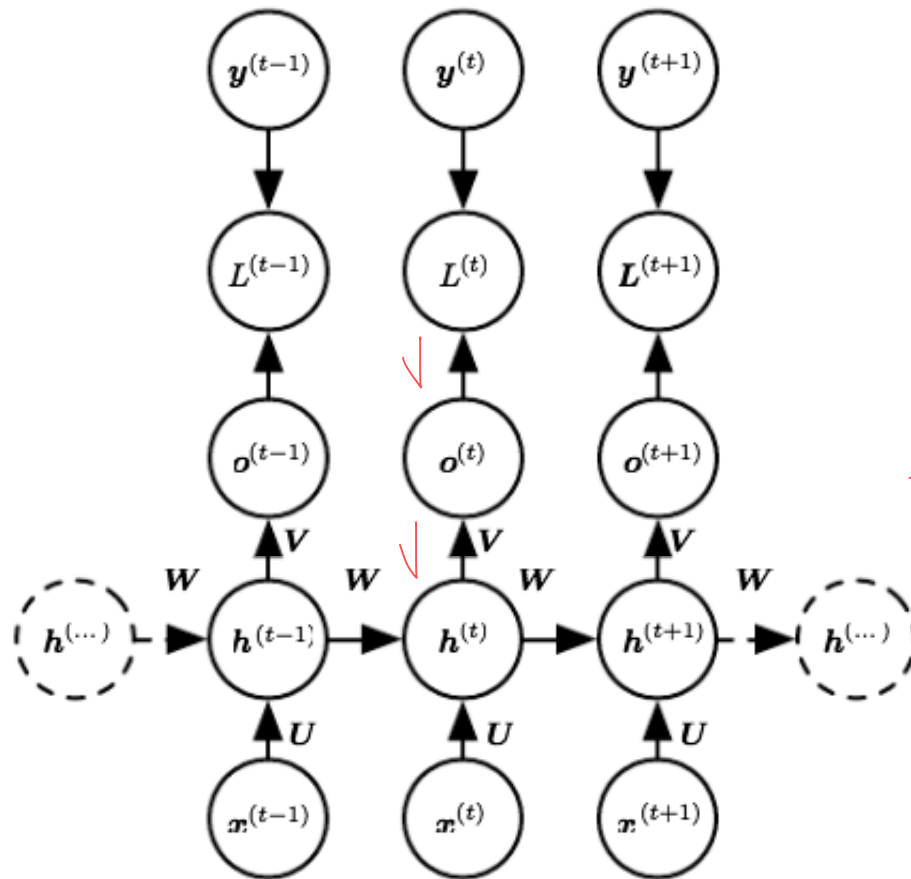 y^(t−1) y^(t) y^(t+1)
L^(t−1) L^(t) L^(t+1)
o^(t−1) o^(t) o^(t+1)
V V V
W W W W
h^(...) h^(t−1) h^(t) h^(t+1) h^(...)
U U U
x^(t−1) x^(t) x^(t+1)